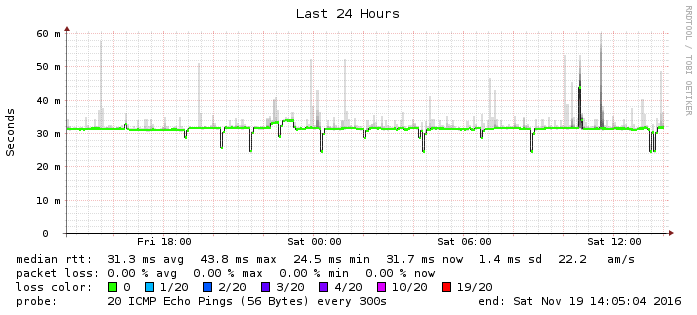 Last 24 Hours
RRDTOOL / TOBI OETIKER
Seconds
60 m
50 m
40 m
30 m
20 m
10 m
0
Fri 18:00 Sat 00:00 Sat 06:00 Sat 12:00
median rtt: 31.3 ms avg 43.8 ms max 24.5 ms min 31.7 ms now 1.4 ms sd 22.2 am/s
packet loss: 0.00 % avg 0.00 % max 0.00 % min 0.00 % now
loss color: 0 1/20 2/20 3/20 4/20 10/20 19/20
probe: 20 ICMP Echo Pings (56 Bytes) every 300s end: Sat Nov 19 14:05:04 2016